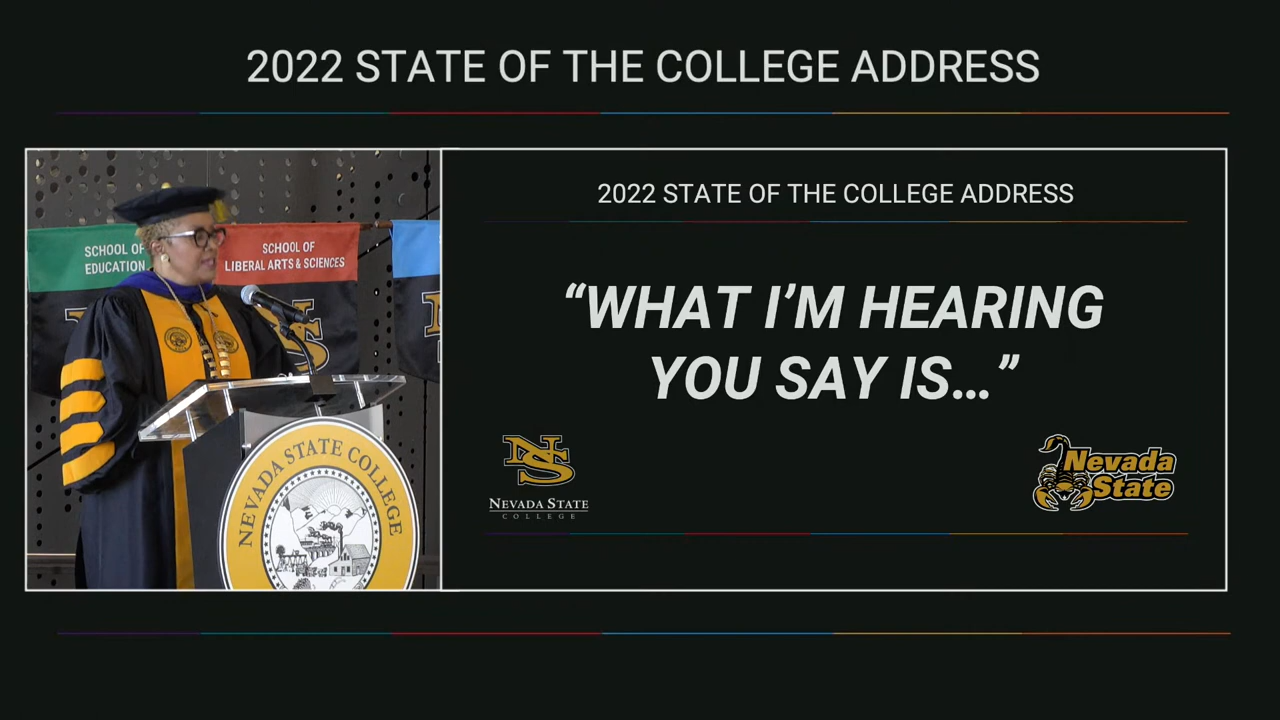 2022 STATE OF THE COLLEGE ADDRESS
SCHOOL OF
EDUCATION
SCHOOL OF
LIBERAL ARTS & SCIENCES
NS
NEVADA STATE COLLEGE
2022 STATE OF THE COLLEGE ADDRESS
“WHAT I’M HEARING
YOU SAY IS...”
NS
NEVADA STATE
COLLEGE
Nevada
State